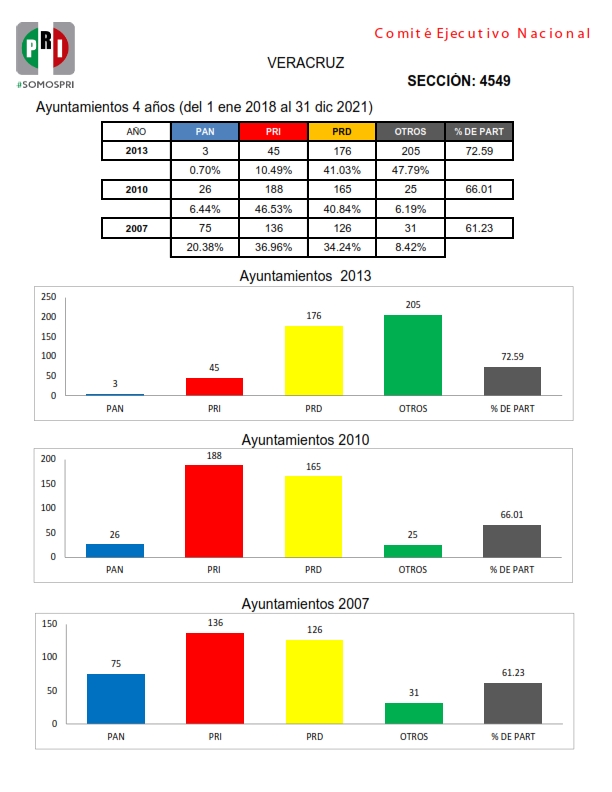 Comité Ejecutivo Nacional
PRI
#SOMOSPRI
VERACRUZ
SECCIÓN: 4549
Ayuntamientos 4 años (del 1 ene 2018 al 31 dic 2021)
AÑO PAN PRI PRD OTROS % DE PART
2013 3 45 176 205 72.59
0.70% 10.49% 41.03% 47.79%
2010 26 188 165 25 66.01
6.44% 46.53% 40.84% 6.19%
2007 75 136 126 31 61.23
20.38% 36.96% 34.24% 8.42%
Ayuntamientos 2013
250
200
150
100
50
0
3 45 176 205 72.59
PAN PRI PRD OTROS % DE PART
Ayuntamientos 2010
200
150
100
50
0
26 188 165 25 66.01
PAN PRI PRD OTROS % DE PART
Ayuntamientos 2007
150
100
50
0
75 136 126 31 61.23
PAN PRI PRD OTROS % DE PART